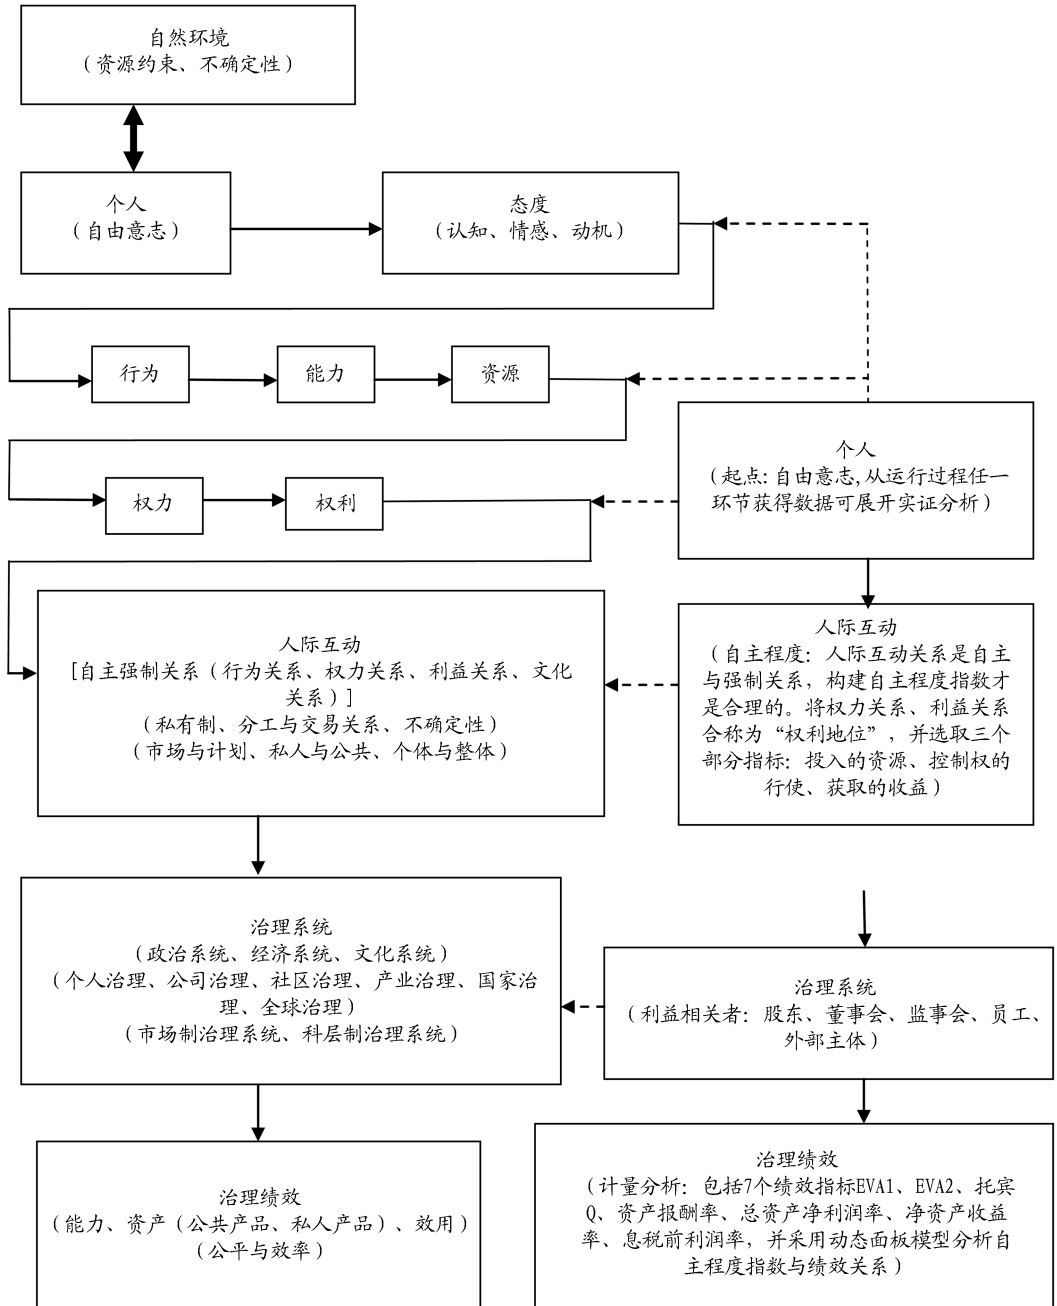 自然环境
（资源约束、不确定性）
个人
（自由意志）
态度
（认知、情感、动机）
行为
能力
资源
权力
权利
个人
（起点：自由意志,从运行过程任一
环节获得数据可展开实证分析）
人际互动
[自主强制关系（行为关系、权力关系、利益关系、文化
关系）]
（私有制、分工与交易关系、不确定性）
（市场与计划、私人与公共、个体与整体）
人际互动
（自主程度：人际互动关系是自主
与强制关系，构建自主程度指数才
是合理的。将权力关系、利益关系
合称为“权利地位”，并选取三个
部分指标：投入的资源、控制权的
行使、获取的收益）
治理系统
（政治系统、经济系统、文化系统）
（个人治理、公司治理、社区治理、产业治理、国家治
理、全球治理）
（市场制治理系统、科层制治理系统）
治理系统
（利益相关者：股东、董事会、监事会、员工、
外部主体）
治理绩效
（能力、资产（公共产品、私人产品）、效用）
（公平与效率）
治理绩效
（计量分析：包括7个绩效指标EVA1、EVA2、托宾
Q、资产报酬率、总资产净利润率、净资产收益
率、息税前利润率，并采用动态面板模型分析自
主程度指数与绩效关系）